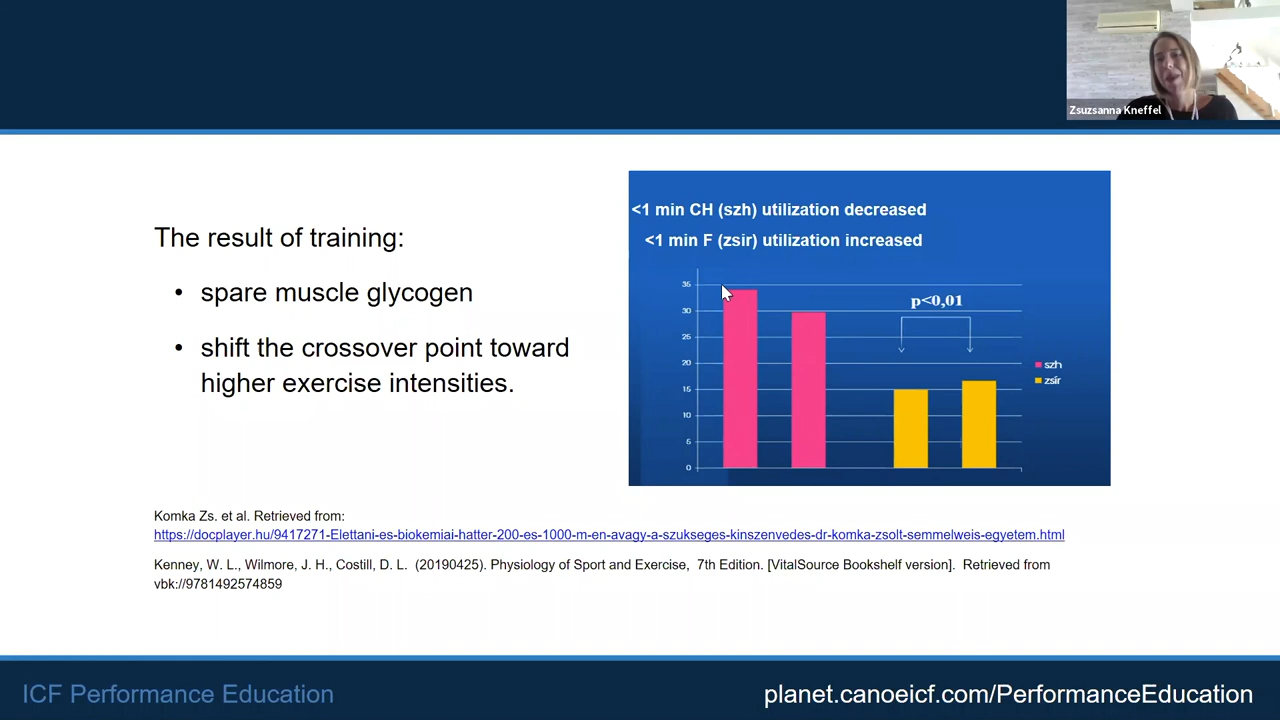 Zsuzsanna Kneffel
The result of training:
• spare muscle glycogen
• shift the crossover point toward
higher exercise intensities.
<1 min CH (szh) utilization decreased
<1 min F (zsir) utilization increased
35
30
25
20
15
10
5
0
p<0,01
szh
zsir
Komka Zs. et al. Retrieved from:
https://docplayer.hu/9417271-Elettani-es-biokemiai-hatter-200-es-1000-m-en-avagy-a-szukseges-kinszenvedes-dr-komka-zsolt-semmelweis-egyetem.html
Kenney, W. L., Wilmore, J. H., Costill, D. L. (20190425). Physiology of Sport and Exercise, 7th Edition. [VitalSource Bookshelf version]. Retrieved from
vbk://9781492574859
ICF Performance Education
planet.canoeicf.com/PerformanceEducation